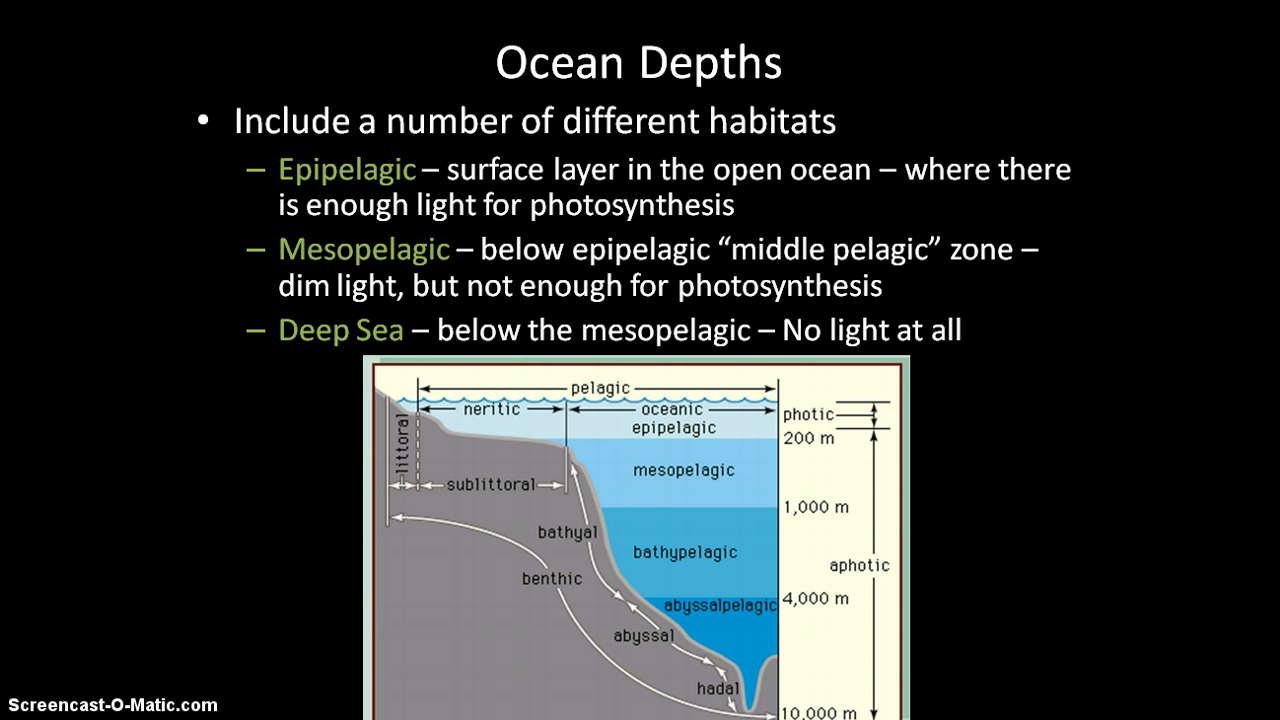 Ocean Depths
• Include a number of different habitats
– Epipelagic – surface layer in the open ocean – where there
is enough light for photosynthesis
– Mesopelagic – below epipelagic “middle pelagic” zone –
dim light, but not enough for photosynthesis
– Deep Sea – below the mesopelagic – No light at all
pelagic
neritic
oceanic
epipelagic
photic
200 m
littoral
mesopelagic
sublittoral
1,000 m
bathyal
bathypelagic
aphotic
benthic
abyssalpelagic
4,000 m
abyssal
hadal
10,000 m
Screencast-O-Matic.com